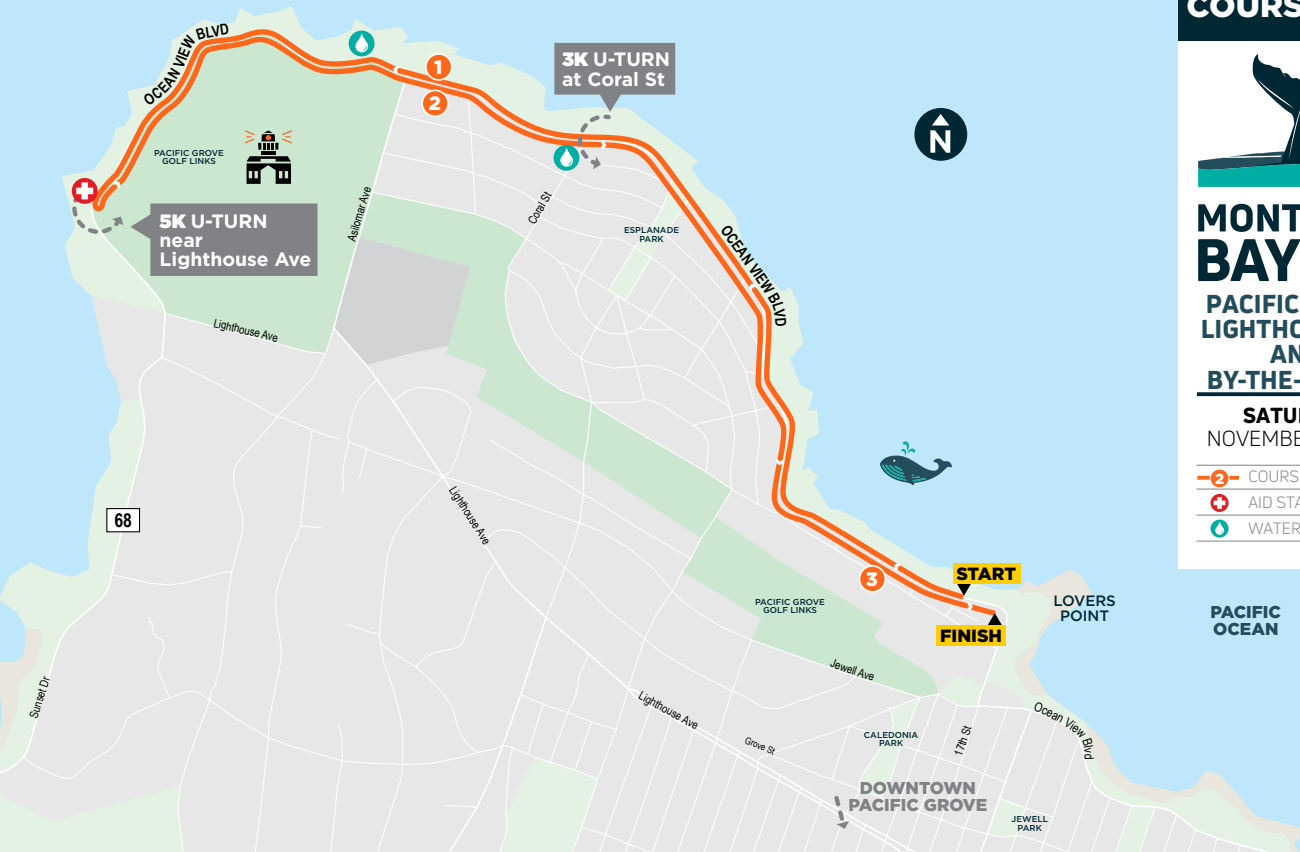 OCEAN VIEW BLVD
1
2
3K U-TURN
at Coral St
N
PACIFIC GROVE
GOLF LINKS
5K U-TURN
near
Lighthouse Ave
Asilomar Ave
Coral St
ESPLANADE
PARK
OCEAN VIEW BLVD
Lighthouse Ave
68
Lighthouse Ave
3
START
FINISH
LOVERS
POINT
PACIFIC GROVE
GOLF LINKS
Jewell Ave
Sunset Dr
Lighthouse Ave
Grove St
CALEDONIA
PARK
17th St
Ocean View Blvd
DOWNTOWN
PACIFIC GROVE
JEWELL
PARK
COURS
MONT
BAY
PACIFIC
LIGHTHO
AN
BY-THE-
SATU
NOVEMBE
2 COURS
AID STA
WATER
PACIFIC
OCEAN